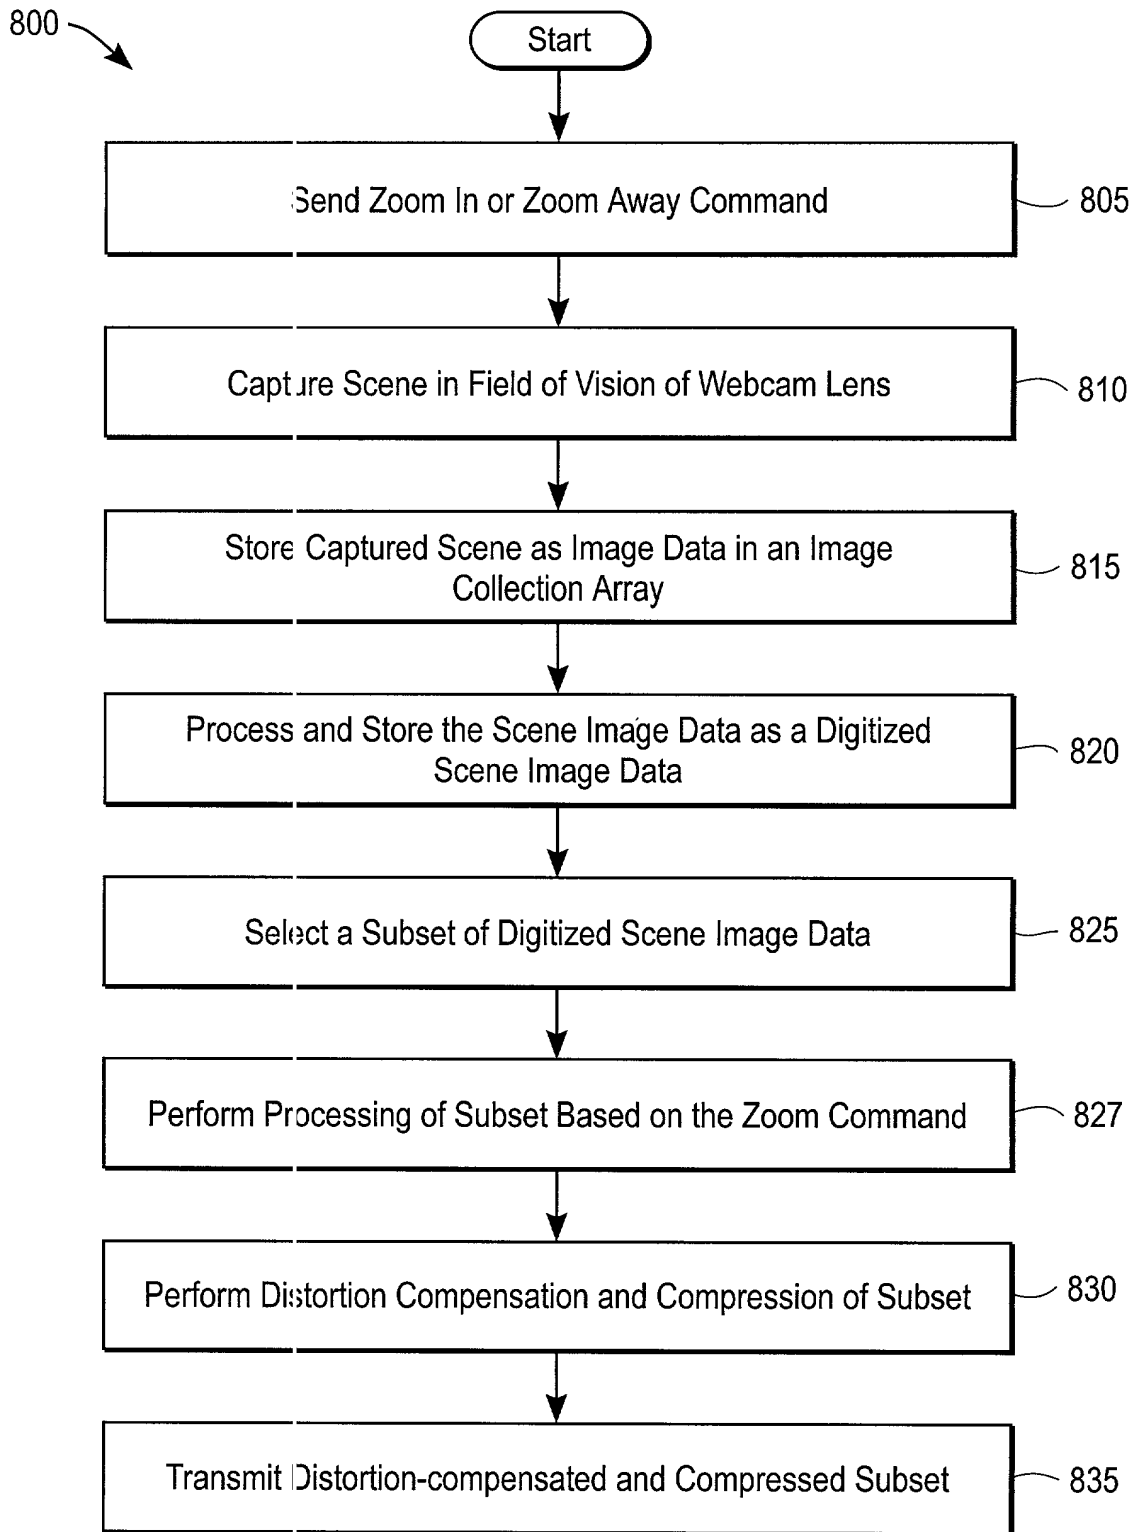 800
Start
Send Zoom In or Zoom Away Command
805
Capture Scene in Field of Vision of Webcam Lens
810
Store Captured Scene as Image Data in an Image
Collection Array
815
Process and Store the Scene Image Data as a Digitized
Scene Image Data
820
Select a Subset of Digitized Scene Image Data
825
Perform Processing of Subset Based on the Zoom Command
827
Perform Distortion Compensation and Compression of Subset
830
Transmit Distortion-compensated and Compressed Subset
835